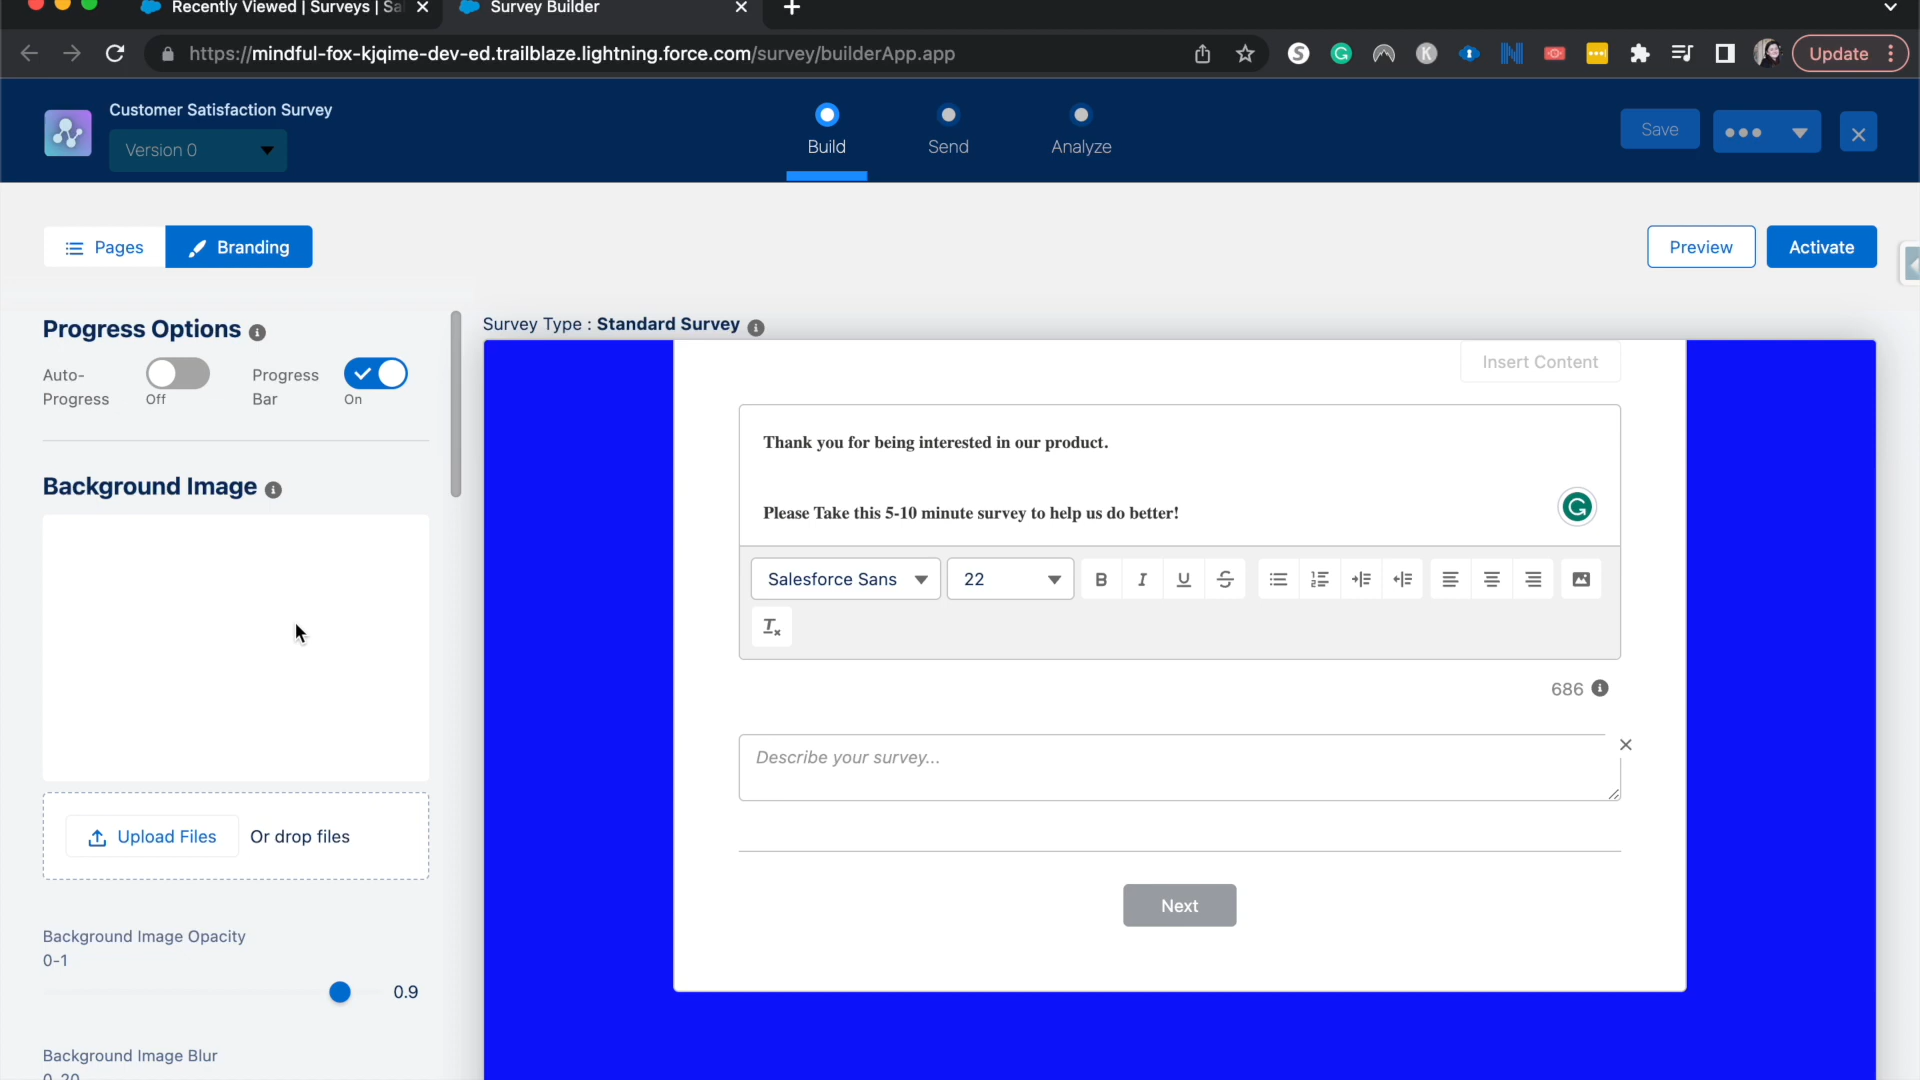 Recently Viewed | Surveys | Sa
Survey Builder
https://mindful-fox-kjqime-dev-ed.trailblaze.lightning.force.com/survey/builderApp.app
Update
Customer Satisfaction Survey
Version 0
Build
Send
Analyze
Save
Pages
Branding
Preview
Activate
Progress Options
Survey Type : Standard Survey
Auto-
Progress
Off
Progress
Bar
On
Insert Content
Thank you for being interested in our product.
Background Image
Please Take this 5-10 minute survey to help us do better!
Salesforce Sans
22
B
I
U
S
686
Describe your survey...
Upload Files
Or drop files
Next
Background Image Opacity
0-1
0.9
Background Image Blur
0-20